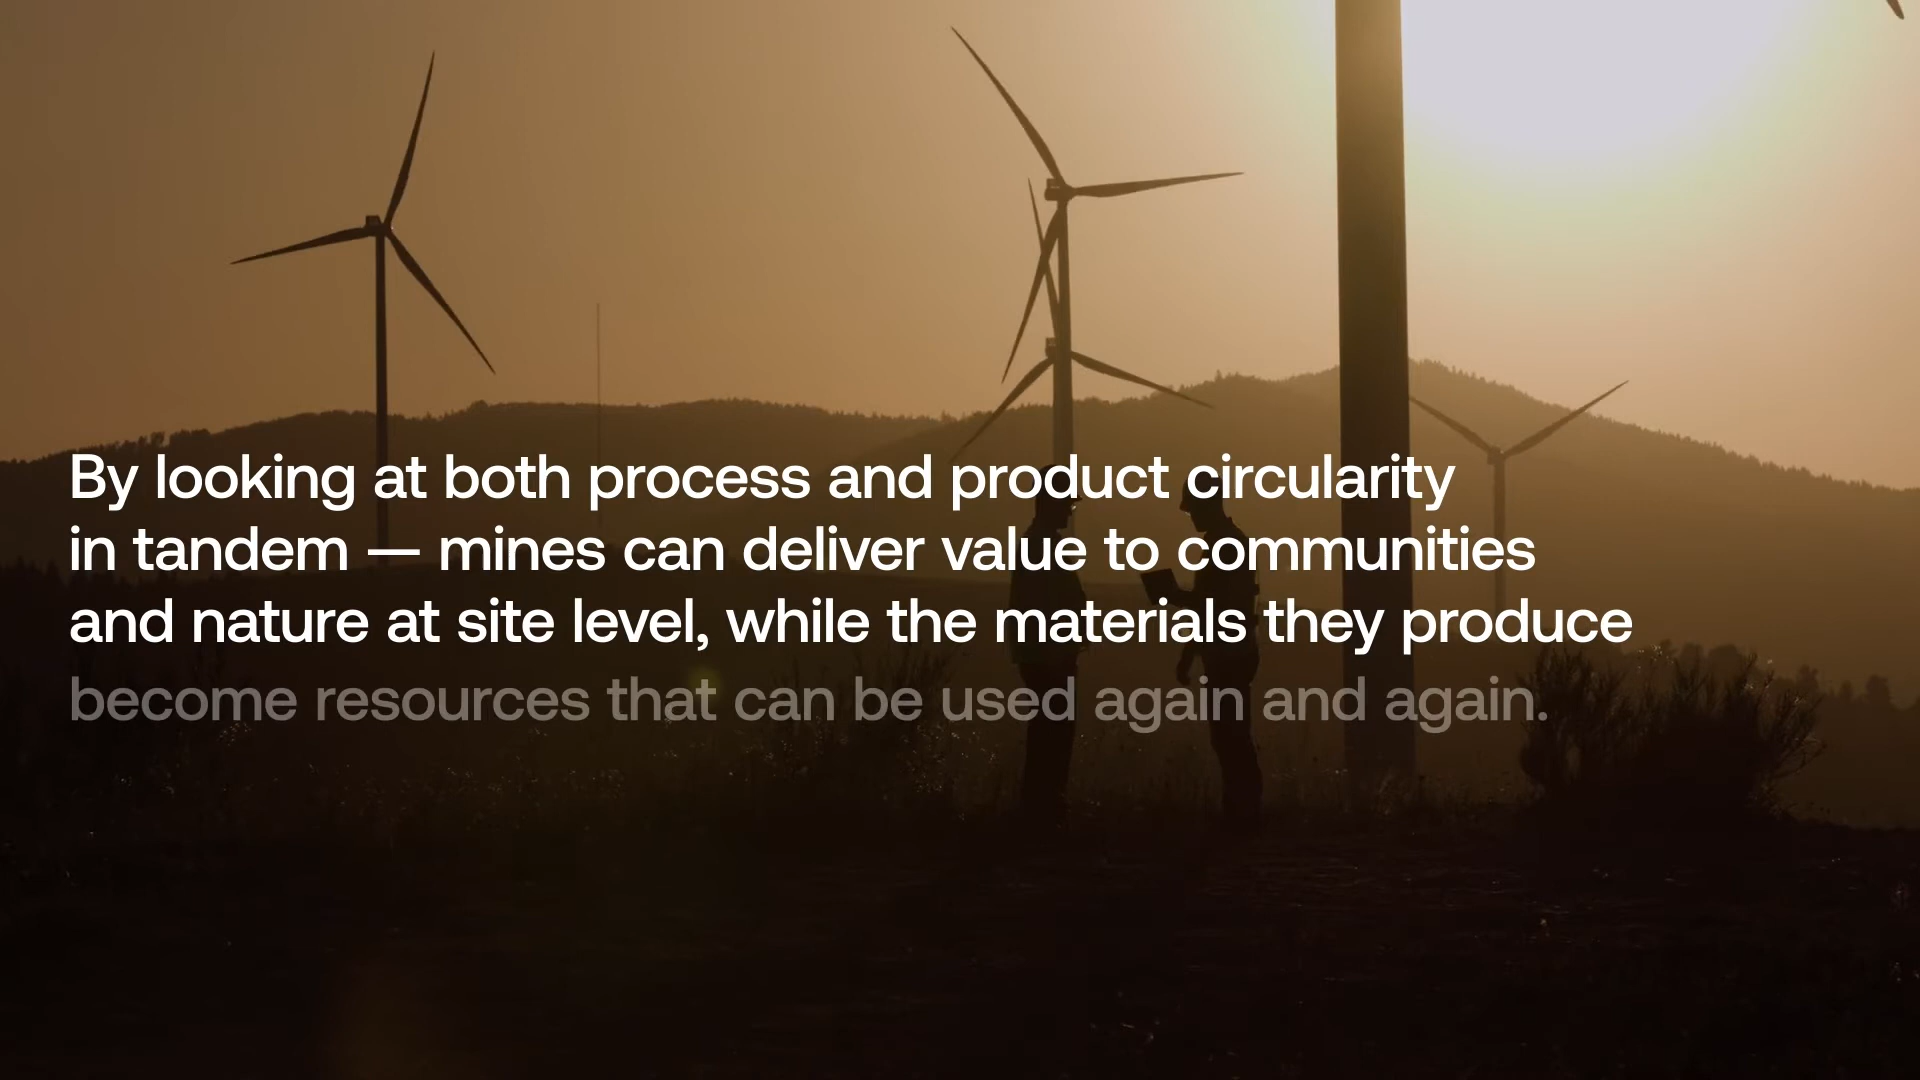 By looking at both process and product circularity
in tandem — mines can deliver value to communities
and nature at site level, while the materials they produce
become resources that can be used again and again.